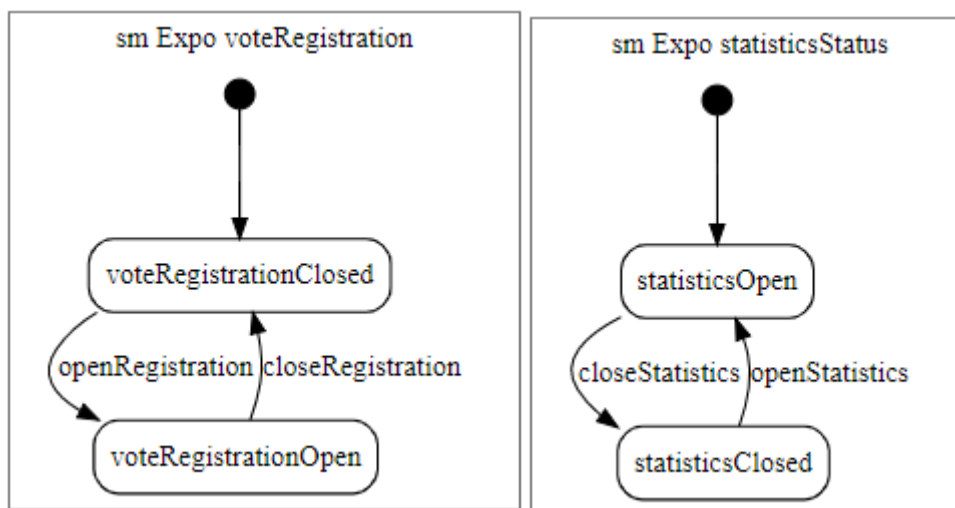 sm Expo voteRegistration
voteRegistrationClosed
openRegistration
closeRegistration
voteRegistrationOpen
sm Expo statisticsStatus
statisticsOpen
closeStatistics
openStatistics
statisticsClosed